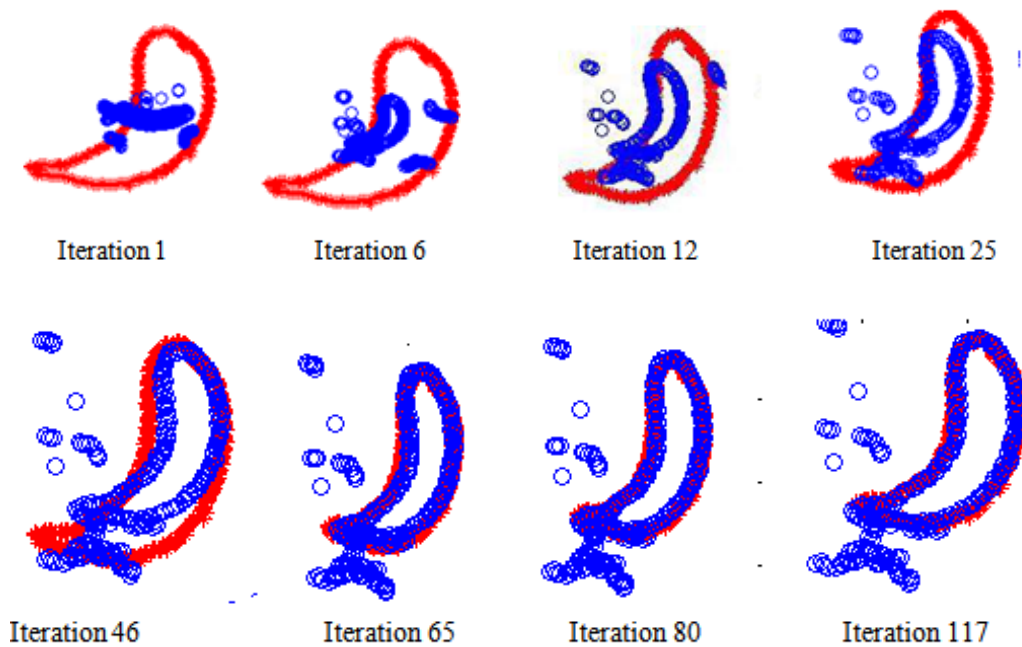 Iteration 1
Iteration 6
Iteration 12
Iteration 25
Iteration 46
Iteration 65
Iteration 80
Iteration 117